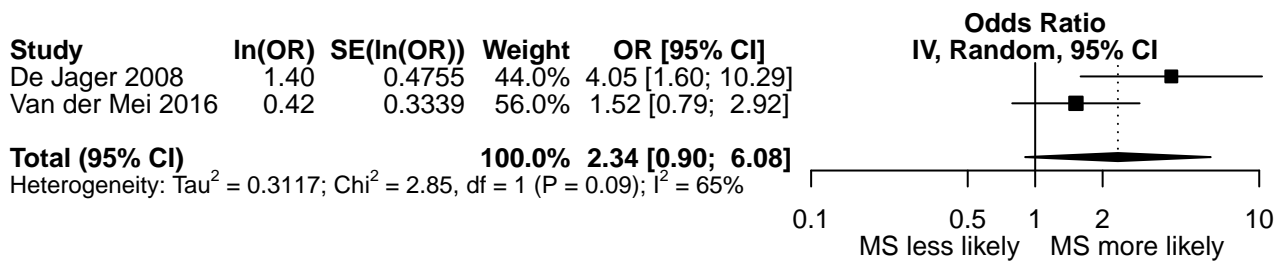 Odds Ratio
Study ln(OR) SE(ln(OR)) Weight OR [95% CI] IV, Random, 95% CI
De Jager 2008 1.40 0.4755 44.0% 4.05 [1.60; 10.29]
Van der Mei 2016 0.42 0.3339 56.0% 1.52 [0.79; 2.92]
Total (95% CI) 100.0% 2.34 [0.90; 6.08]
Heterogeneity: Tau² = 0.3117; Chi² = 2.85, df = 1 (P = 0.09); I² = 65%
0.1 0.5 1 2 10
MS less likely MS more likely